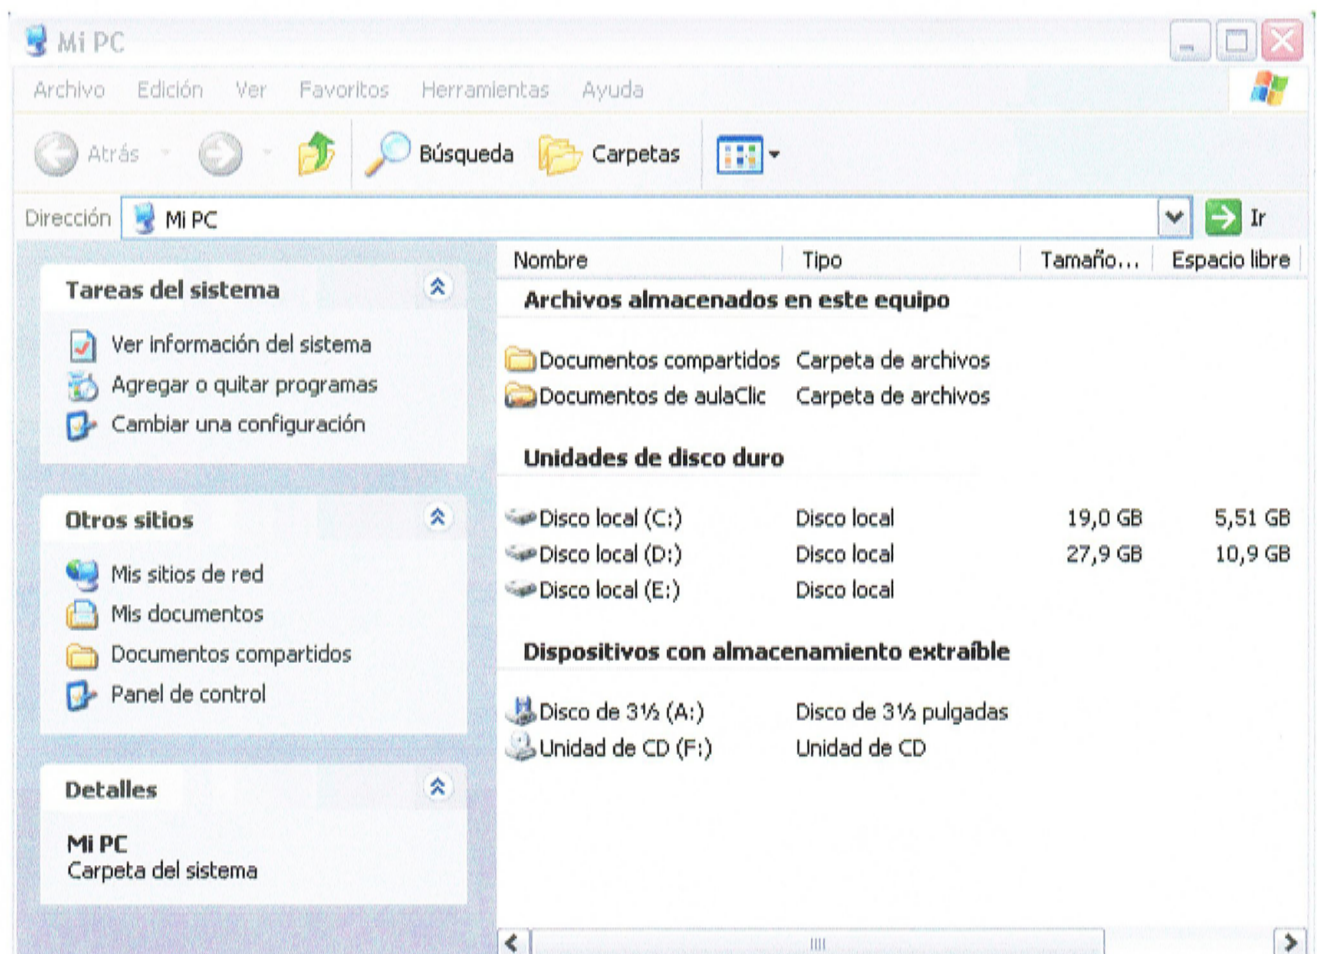 Mi PC
Archivo Edición Ver Favoritos Herramientas Ayuda
Atrás Búsqueda Carpetas
Dirección Mi PC Ir
Tareas del sistema
Ver información del sistema
Agregar o quitar programas
Cambiar una configuración
Otros sitios
Mis sitios de red
Mis documentos
Documentos compartidos
Panel de control
Detalles
Mi PC
Carpeta del sistema
Nombre Tipo Tamaño... Espacio libre
Archivos almacenados en este equipo
Documentos compartidos Carpeta de archivos
Documentos de aulaClic Carpeta de archivos
Unidades de disco duro
Disco local (C:) Disco local 19,0 GB 5,51 GB
Disco local (D:) Disco local 27,9 GB 10,9 GB
Disco local (E:) Disco local
Dispositivos con almacenamiento extraíble
Disco de 3½ (A:) Disco de 3½ pulgadas
Unidad de CD (F:) Unidad de CD